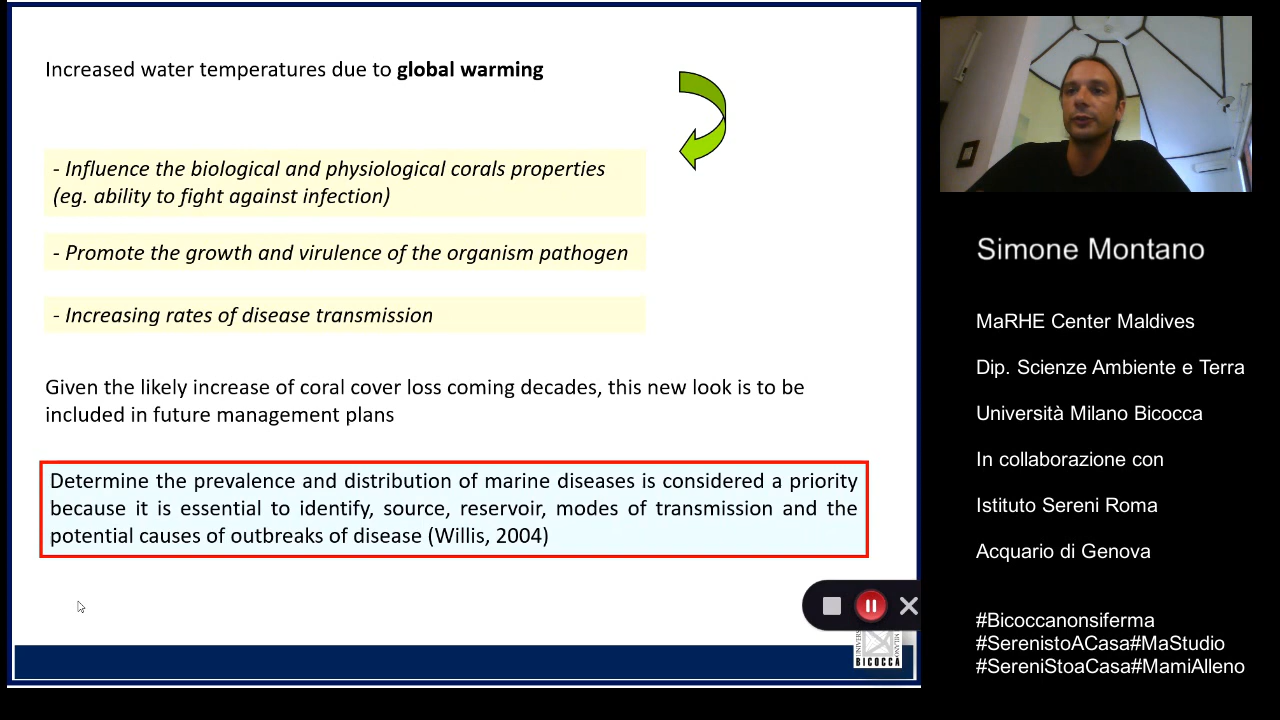 Increased water temperatures due to global warming
- Influence the biological and physiological corals properties
(eg. ability to fight against infection)
- Promote the growth and virulence of the organism pathogen
- Increasing rates of disease transmission
Given the likely increase of coral cover loss coming decades, this new look is to be
included in future management plans
Determine the prevalence and distribution of marine diseases is considered a priority
because it is essential to identify, source, reservoir, modes of transmission and the
potential causes of outbreaks of disease (Willis, 2004)
BICOCCA
Simone Montano
MaRHE Center Maldives
Dip. Scienze Ambiente e Terra
Università Milano Bicocca
In collaborazione con
Istituto Sereni Roma
Acquario di Genova
#Bicoccanonsiferma
#SerenistoACasa#MaStudio
#SereniStoaCasa#MamiAlleno